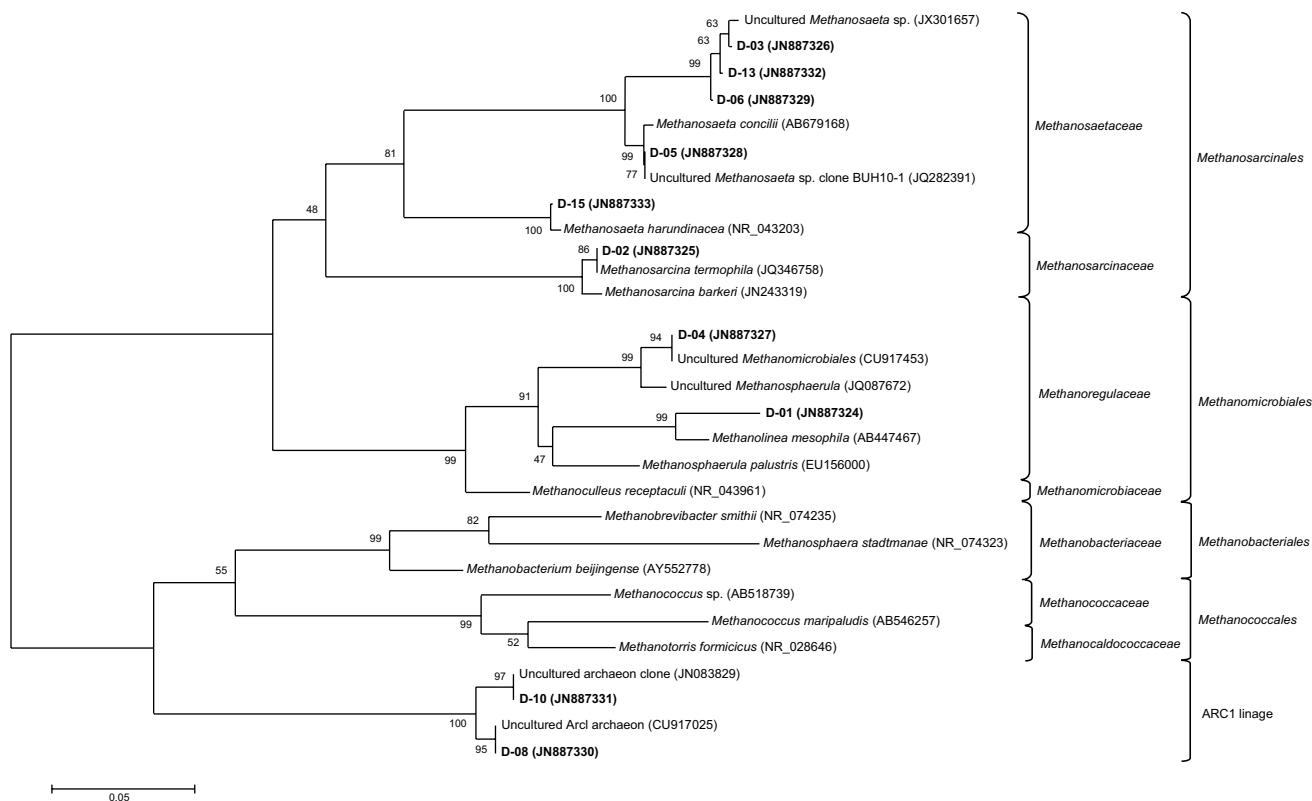 63
Uncultured Methanosaeta sp. (JX301657)
63
D-03 (JN887326)
99
D-13 (JN887332)
100
D-06 (JN887329)
Methanosaeta concilii (AB679168)
Methanosaetaceae
81
99
D-05 (JN887328)
Methanosarcinales
77
Uncultured Methanosaeta sp. clone BUH10-1 (JQ282391)
48
D-15 (JN887333)
100
Methanosaeta harundinacea (NR_043203)
86
D-02 (JN887325)
Methanosarcina termophila (JQ346758)
Methanosarcinaceae
100
Methanosarcina barkeri (JN243319)
94
D-04 (JN887327)
99
Uncultured Methanomicrobiales (CU917453)
Uncultured Methanosphaerula (JQ087672)
Methanoregulaceae
Methanomicrobiales
91
99
D-01 (JN887324)
Methanolinea mesophila (AB447467)
99
47
Methanosphaerula palustris (EU156000)
Methanoculleus receptaculi (NR_043961)
Methanomicrobiaceae
82
Methanobrevibacter smithii (NR_074235)
99
Methanosphaera stadtmanae (NR_074323)
Methanobacteriaceae
Methanobacteriales
55
Methanobacterium beijingense (AY552778)
Methanococcus sp. (AB518739)
Methanococcaceae
99
Methanococcus maripaludis (AB546257)
Methanococcales
52
Methanotorris formicicus (NR_028646)
Methanocaldococcaceae
97
Uncultured archaeon clone (JN083829)
D-10 (JN887331)
100
Uncultured Arcl archaeon (CU917025)
ARC1 linage
95
D-08 (JN887330)
0.05